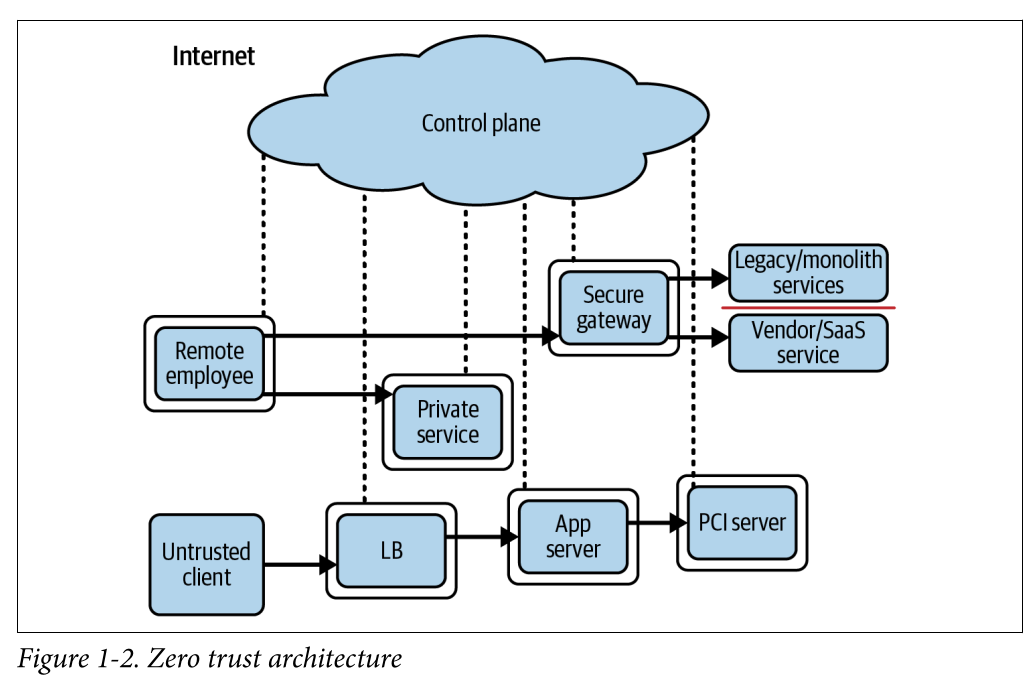 Internet
Control plane
Legacy/monolith
services
Secure
gateway
Vendor/SaaS
service
Remote
employee
Private
service
Untrusted
client
LB
App
server
PCI server
Figure 1-2. Zero trust architecture